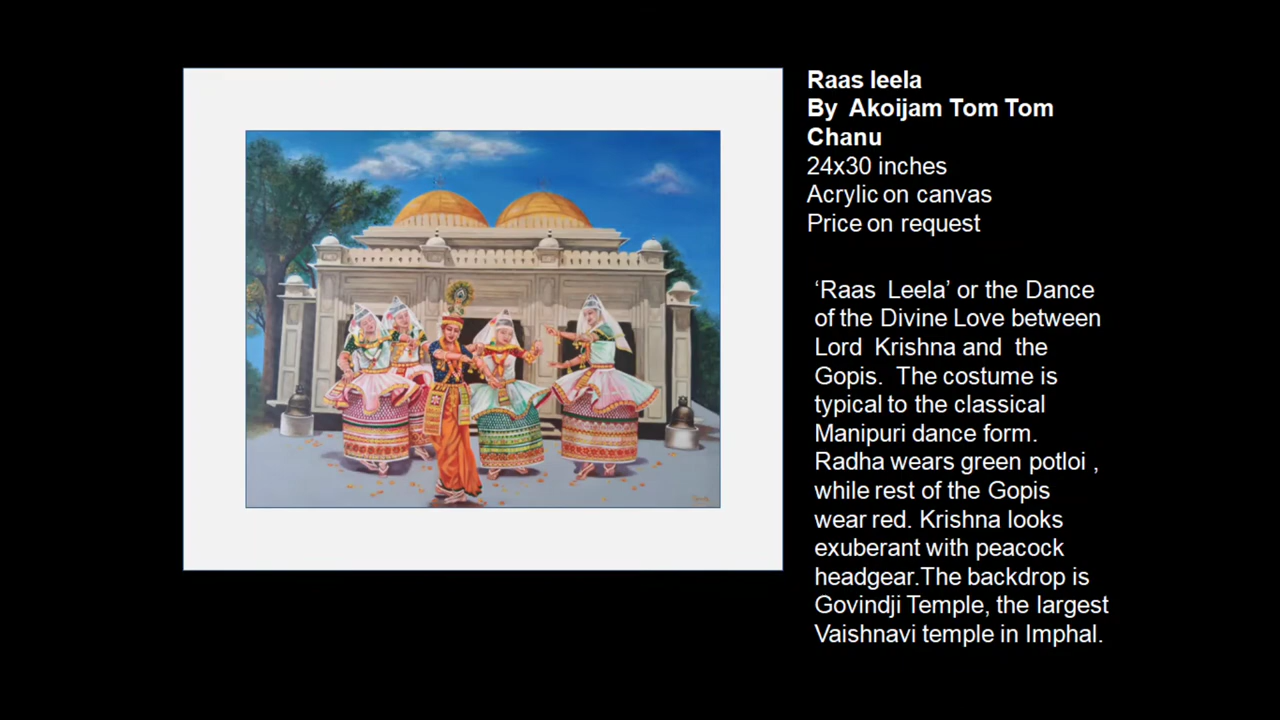 Raas leela
By Akoijam Tom Tom
Chanu
24x30 inches
Acrylic on canvas
Price on request
‘Raas Leela’ or the Dance
of the Divine Love between
Lord Krishna and the
Gopis. The costume is
typical to the classical
Manipuri dance form.
Radha wears green potloi ,
while rest of the Gopis
wear red. Krishna looks
exuberant with peacock
headgear.The backdrop is
Govindji Temple, the largest
Vaishnavi temple in Imphal.